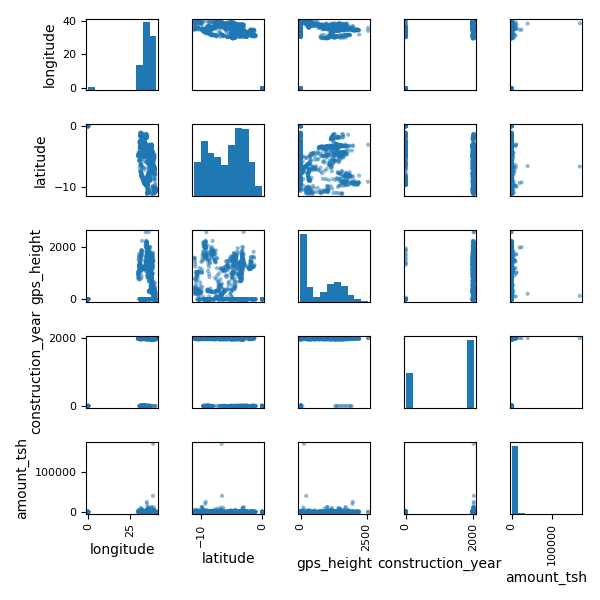 longitude
40
20
0
latitude
0
−10
gps_height
2000
0
construction_year
2000
0
amount_tsh
100000
0
0
25
longitude
−10
0
latitude
0
2500
gps_height
0
2000
construction_year
0
100000
amount_tsh